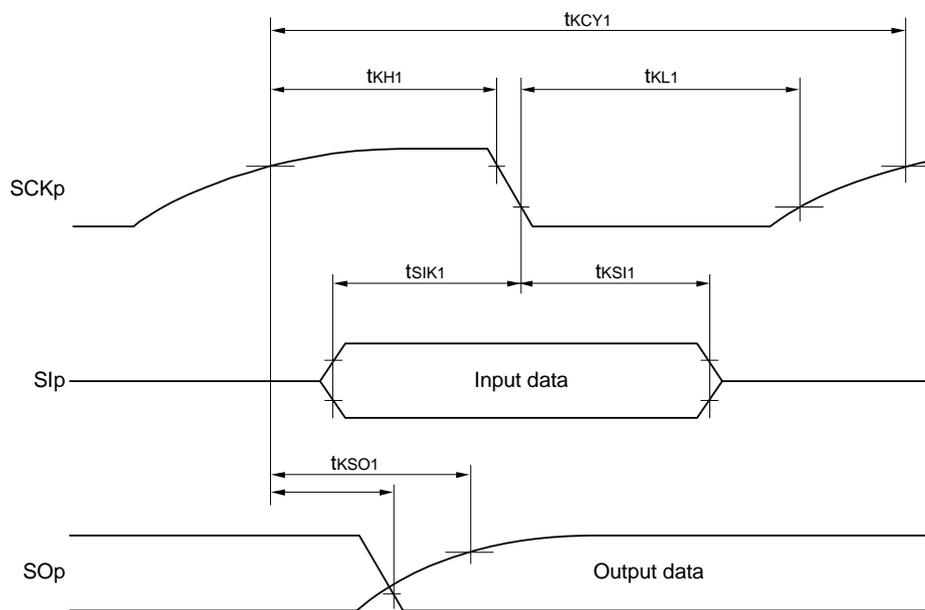 tKCY1
tKH1
tKL1
SCKp
tSIK1
tKSI1
SIp
Input data
tKSO1
SOp
Output data